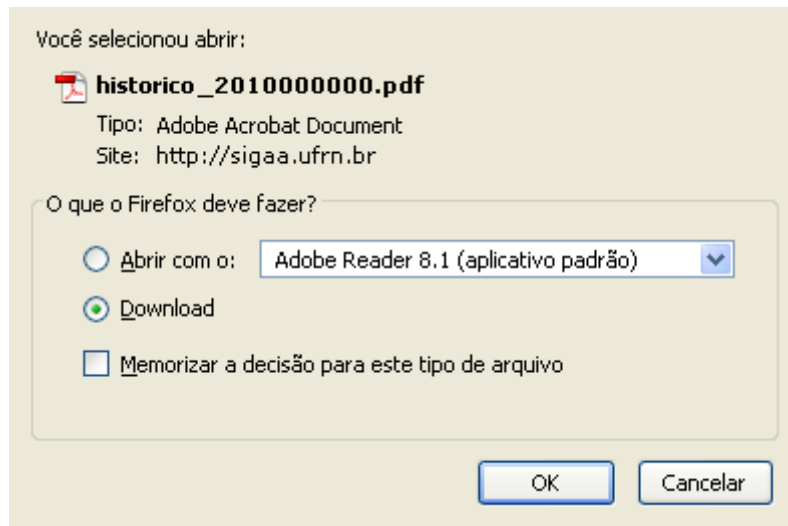 Você selecionou abrir:
historico_2010000000.pdf
Tipo: Adobe Acrobat Document
Site: http://sigaa.ufrn.br
O que o Firefox deve fazer?
Abrir com o: Adobe Reader 8.1 (aplicativo padrão)
Download
Memorizar a decisão para este tipo de arquivo
OK Cancelar